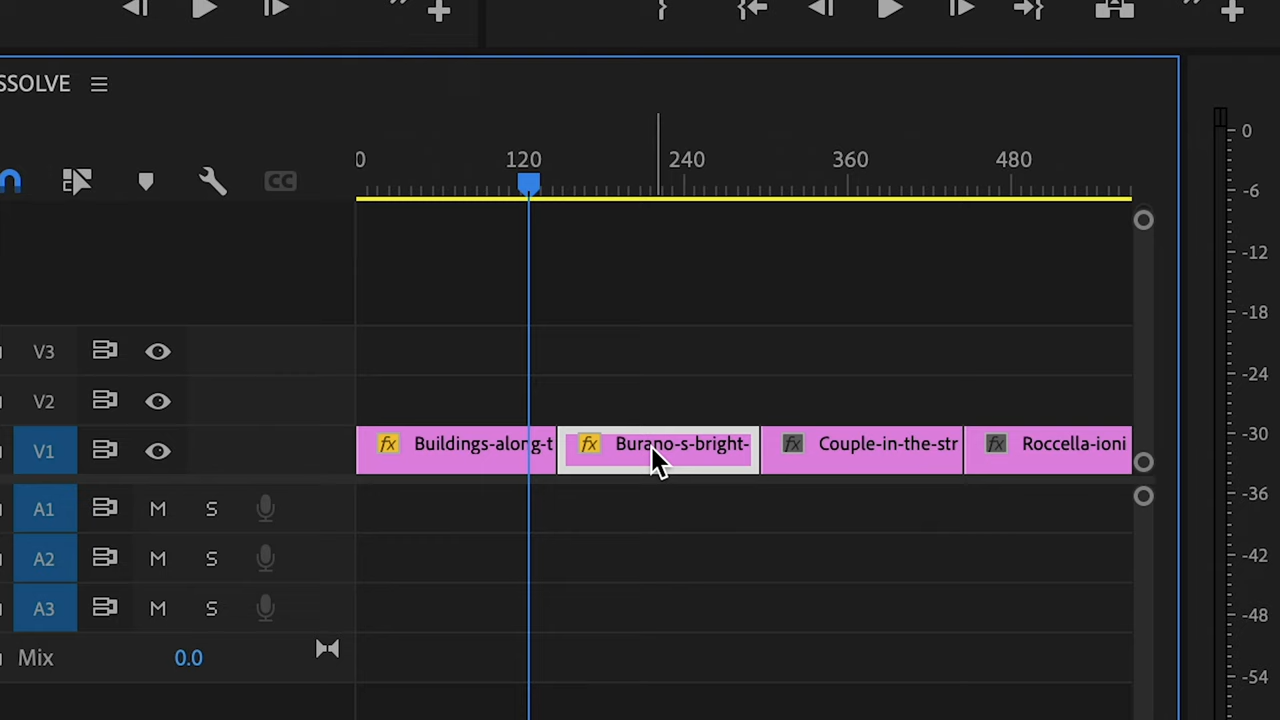 SSOLVE
0 120 240 360 480
CC
V3
V2
V1 fx Buildings-along-t fx Burano-s-bright- fx Couple-in-the-str fx Roccella-ioni
A1 M S
A2 M S
A3 M S
Mix 0.0
0
-6
-12
-18
-24
-30
-36
-42
-48
-54